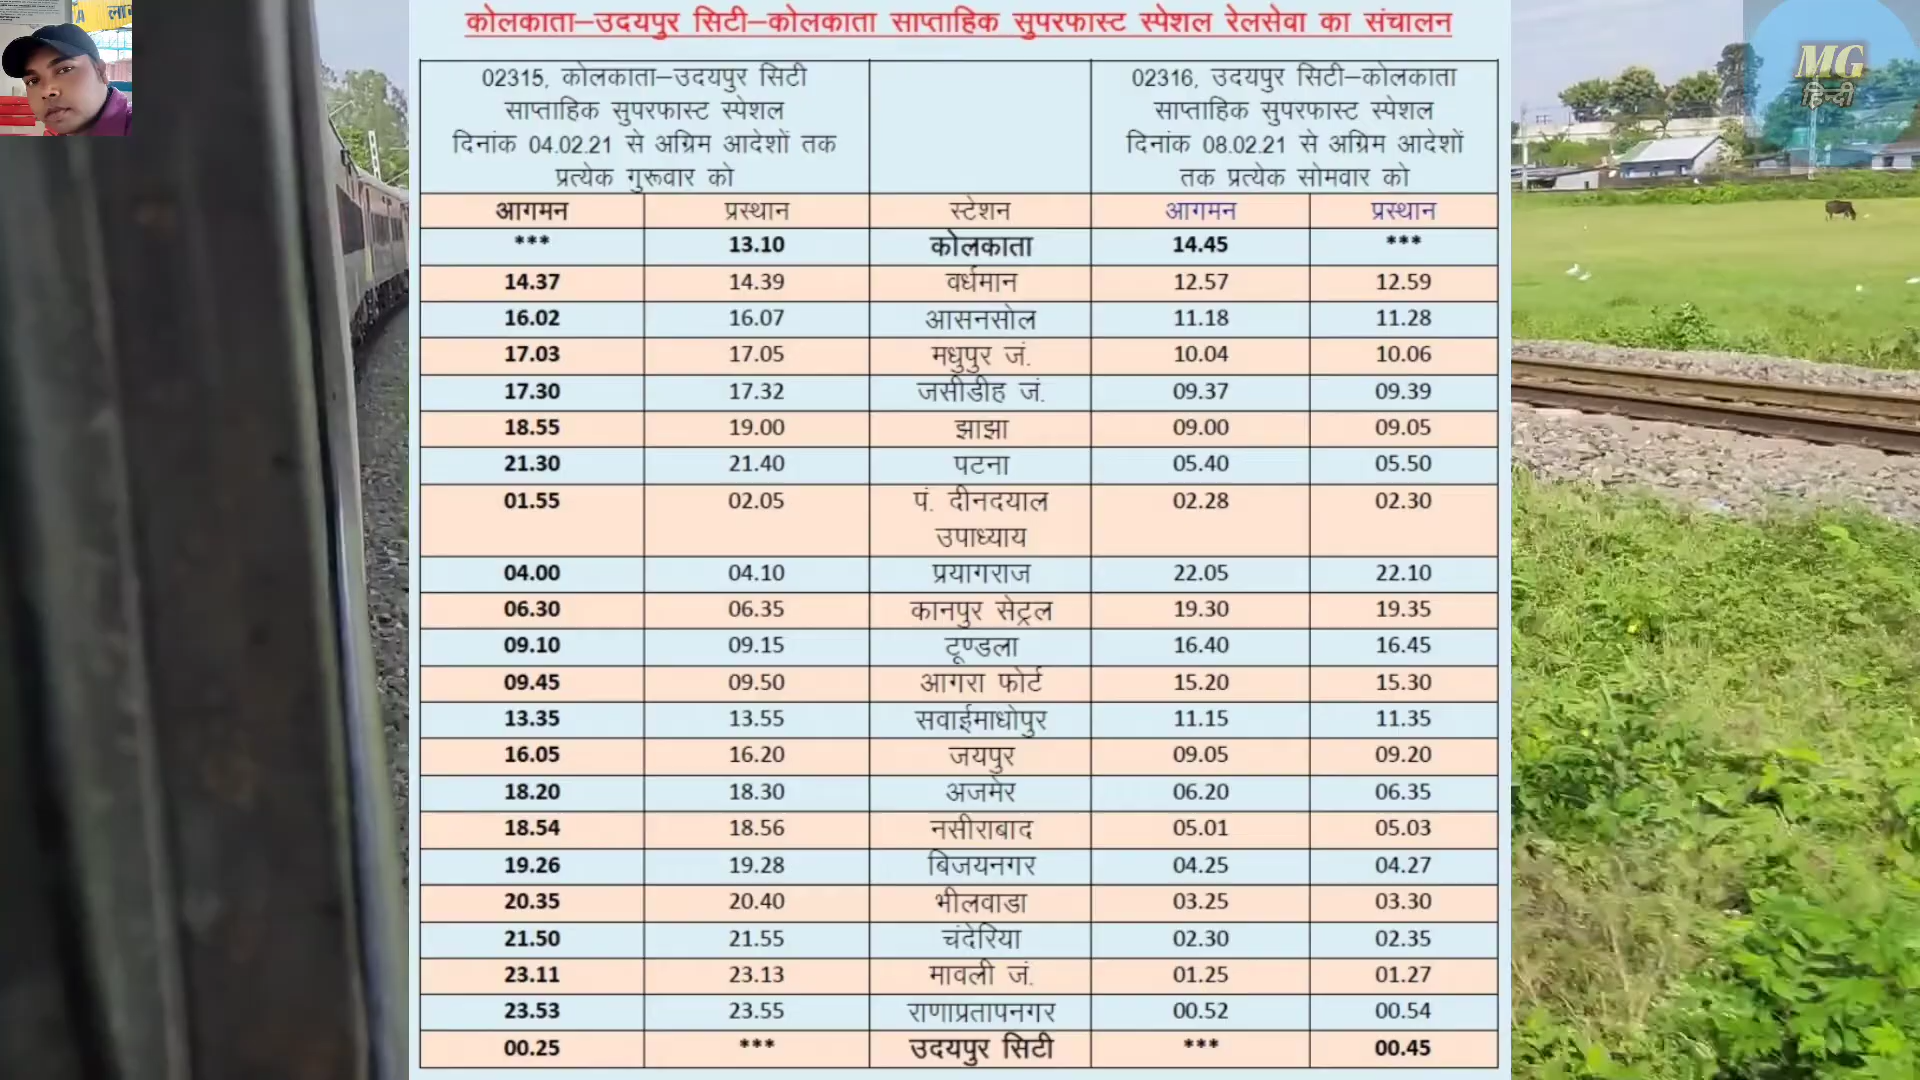 कोलकाता–उदयपुर सिटी–कोलकाता साप्ताहिक सुपरफास्ट स्पेशल रेलसेवा का संचालन
02315, कोलकाता–उदयपुर सिटी
साप्ताहिक सुपरफास्ट स्पेशल
दिनांक 04.02.21 से अग्रिम आदेशों तक
प्रत्येक गुरूवार को
02316, उदयपुर सिटी–कोलकाता
साप्ताहिक सुपरफास्ट स्पेशल
दिनांक 08.02.21 से अग्रिम आदेशों
तक प्रत्येक सोमवार को
आगमन प्रस्थान स्टेशन आगमन प्रस्थान
*** 13.10 कोलकाता 14.45 ***
14.37 14.39 वर्धमान 12.57 12.59
16.02 16.07 आसनसोल 11.18 11.28
17.03 17.05 मधुपुर जं. 10.04 10.06
17.30 17.32 जसीडीह जं. 09.37 09.39
18.55 19.00 झाझा 09.00 09.05
21.30 21.40 पटना 05.40 05.50
01.55 02.05 पं. दीनदयाल 02.28 02.30
उपाध्याय
04.00 04.10 प्रयागराज 22.05 22.10
06.30 06.35 कानपुर सेट्रल 19.30 19.35
09.10 09.15 टूण्डला 16.40 16.45
09.45 09.50 आगरा फोर्ट 15.20 15.30
13.35 13.55 सवाईमाधोपुर 11.15 11.35
16.05 16.20 जयपुर 09.05 09.20
18.20 18.30 अजमेर 06.20 06.35
18.54 18.56 नसीराबाद 05.01 05.03
19.26 19.28 बिजयनगर 04.25 04.27
20.35 20.40 भीलवाडा 03.25 03.30
21.50 21.55 चंदेरिया 02.30 02.35
23.11 23.13 मावली जं. 01.25 01.27
23.53 23.55 राणाप्रतापनगर 00.52 00.54
00.25 *** उदयपुर सिटी *** 00.45
MG
हिन्दी